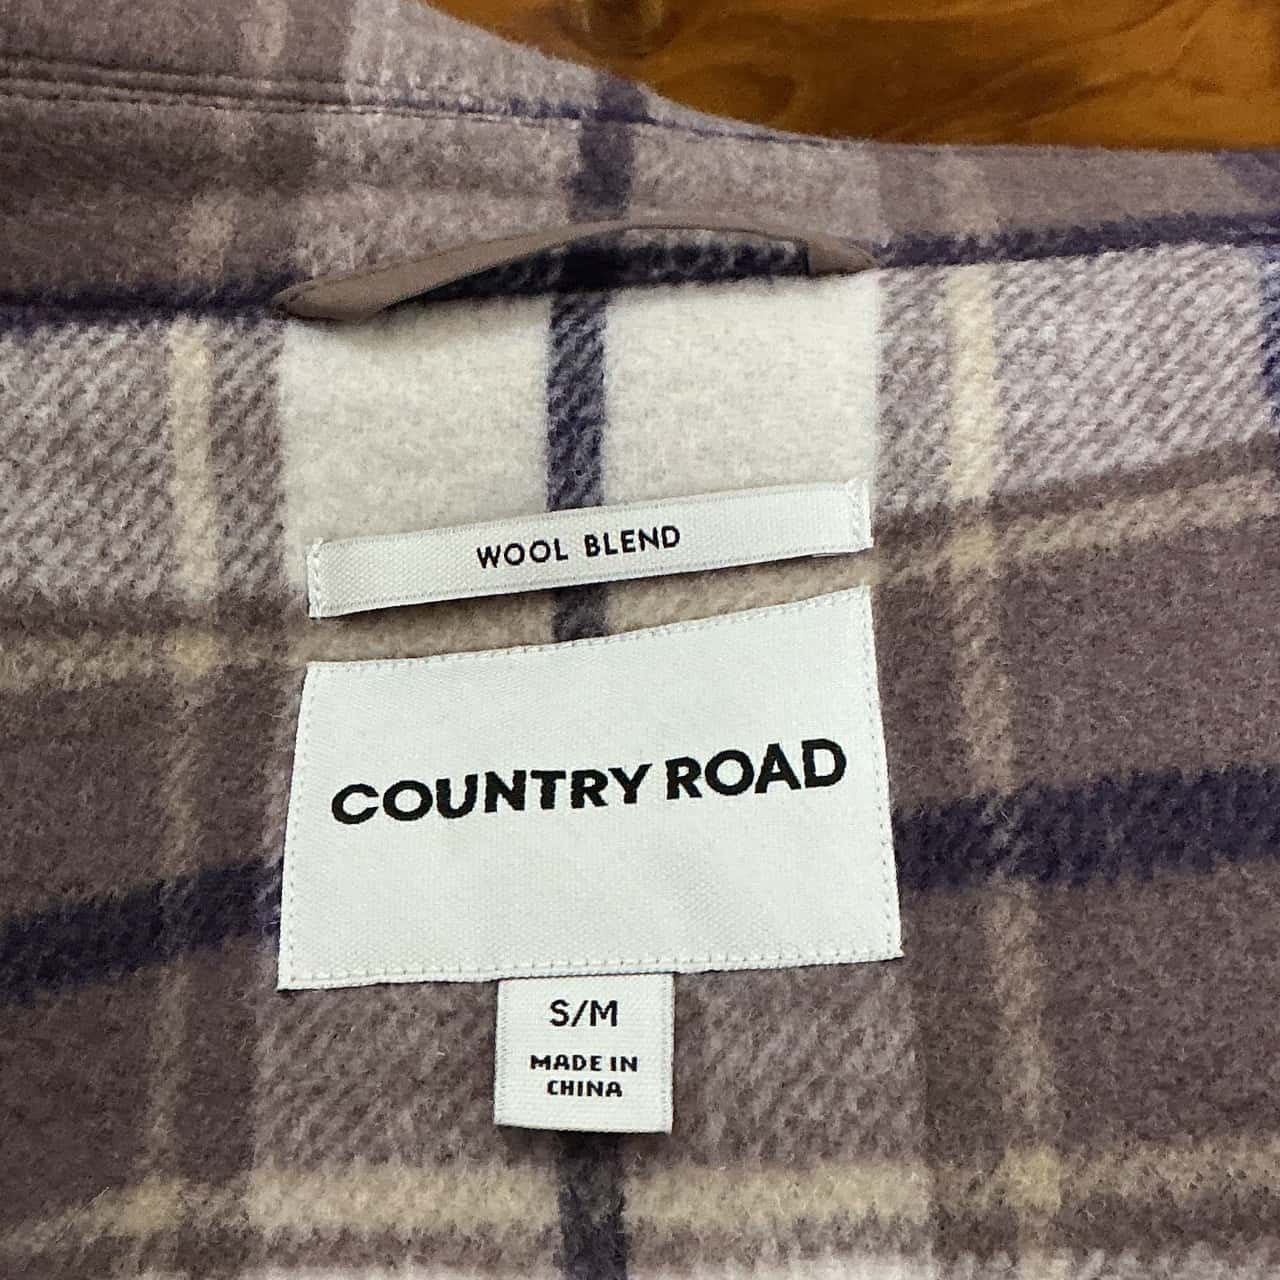 WOOL BLEND
COUNTRY ROAD
S/M
MADE IN
CHINA